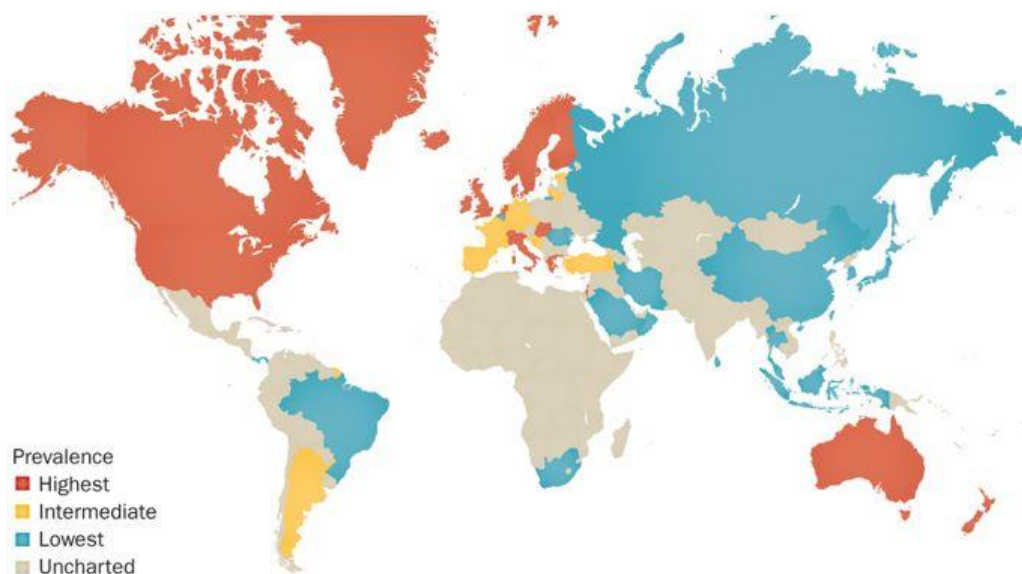 Prevalence
Highest
Intermediate
Lowest
Uncharted